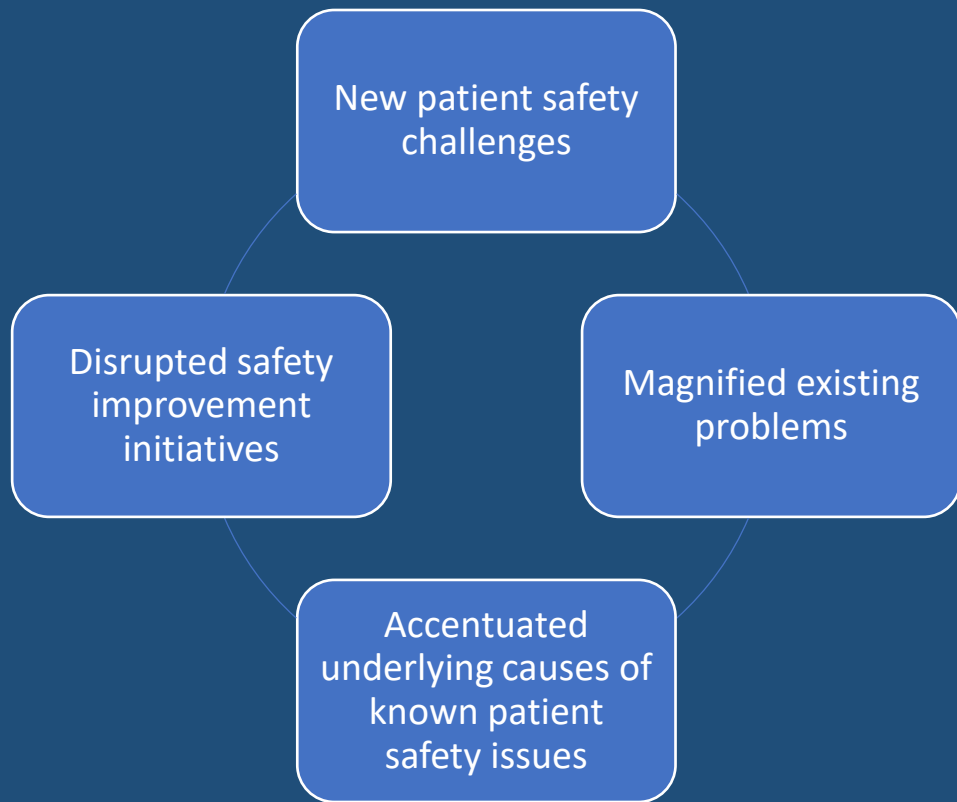 New patient safety
challenges
Disrupted safety
improvement
initiatives
Magnified existing
problems
Accentuated
underlying causes of
known patient
safety issues